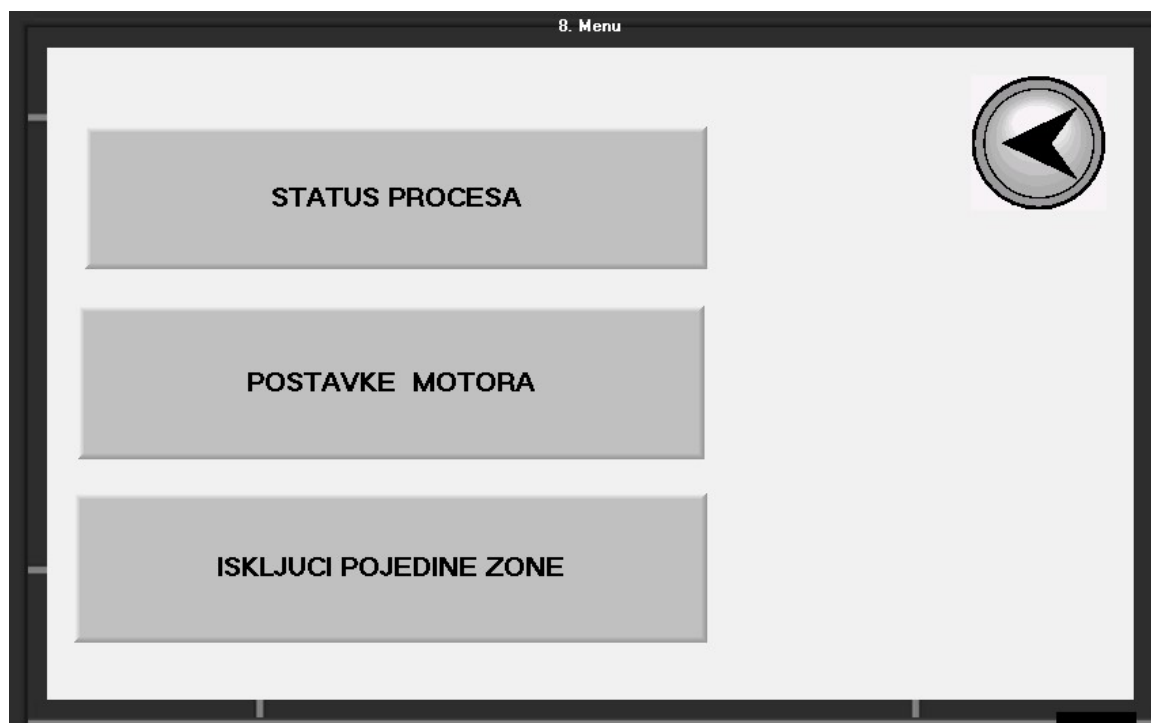 8. Menu
STATUS PROCESA
POSTAVKE MOTORA
ISKLJUCI POJEDINE ZONE